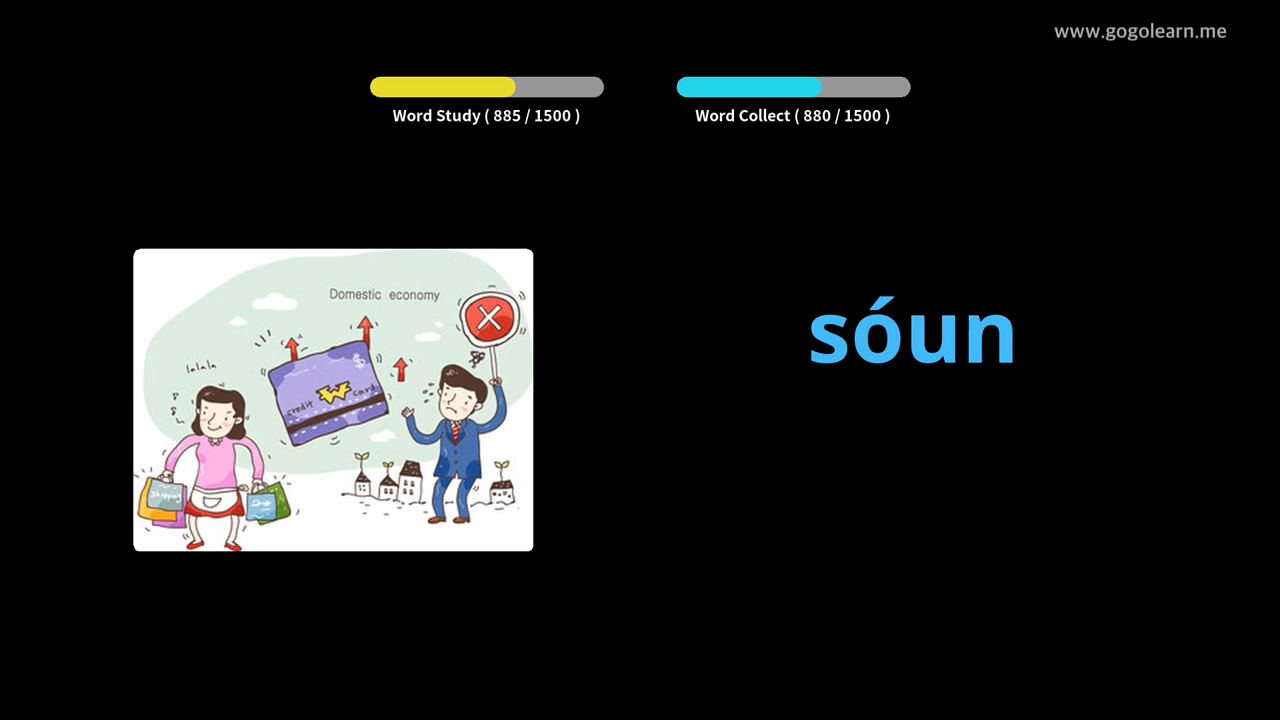 www.gogolearn.me
Word Study ( 885 / 1500 )
Word Collect ( 880 / 1500 )
Domestic economy
lalala
$
credit W card
Shopping
sóun